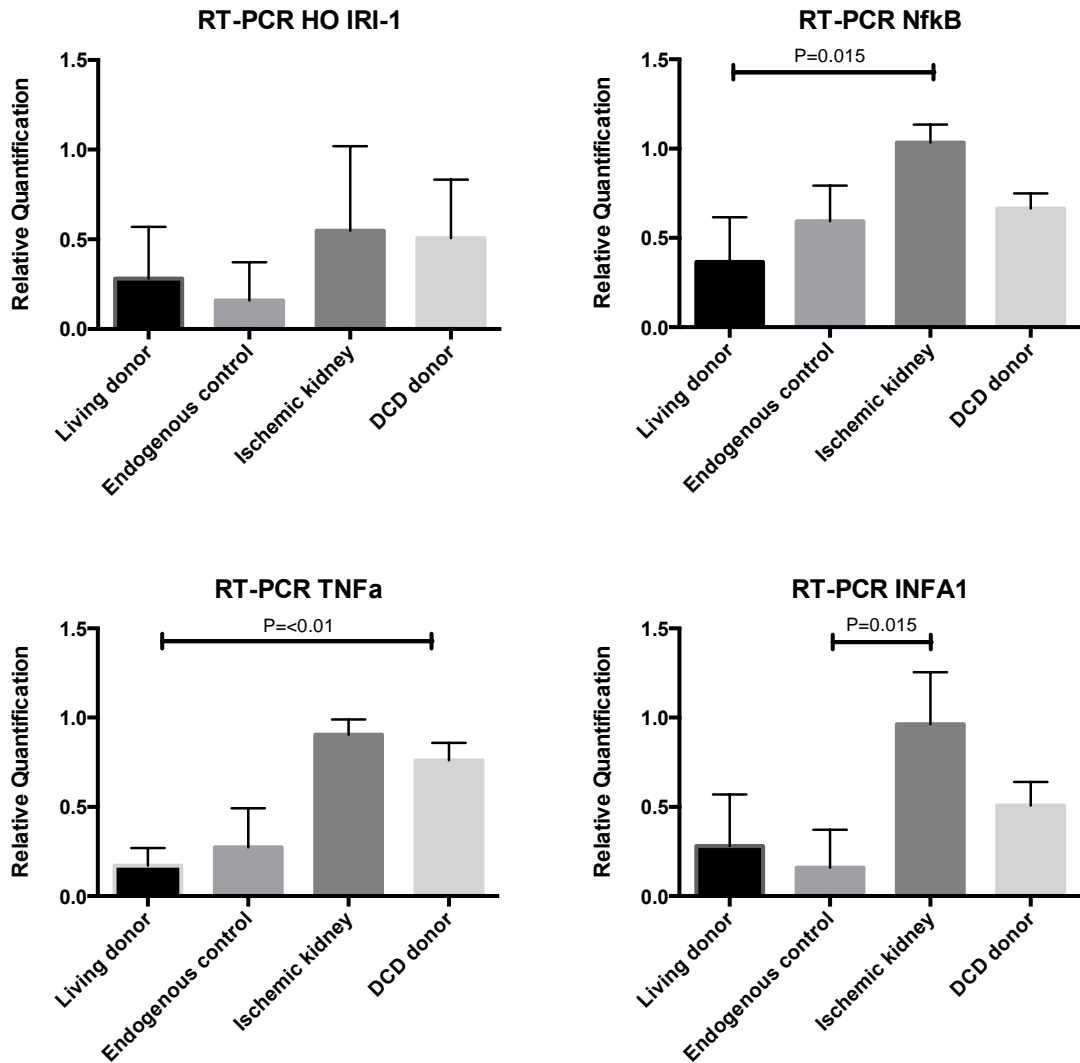 RT-PCR HO IRI-1
Relative Quantification
1.5
1.0
0.5
0.0
Living donor
Endogenous control
Ischemic kidney
DCD donor
RT-PCR NfkB
P=0.015
Relative Quantification
1.5
1.0
0.5
0.0
Living donor
Endogenous control
Ischemic kidney
DCD donor
RT-PCR TNFa
P=<0.01
Relative Quantification
1.5
1.0
0.5
0.0
Living donor
Endogenous control
Ischemic kidney
DCD donor
RT-PCR INFA1
P=0.015
Relative Quantification
1.5
1.0
0.5
0.0
Living donor
Endogenous control
Ischemic kidney
DCD donor